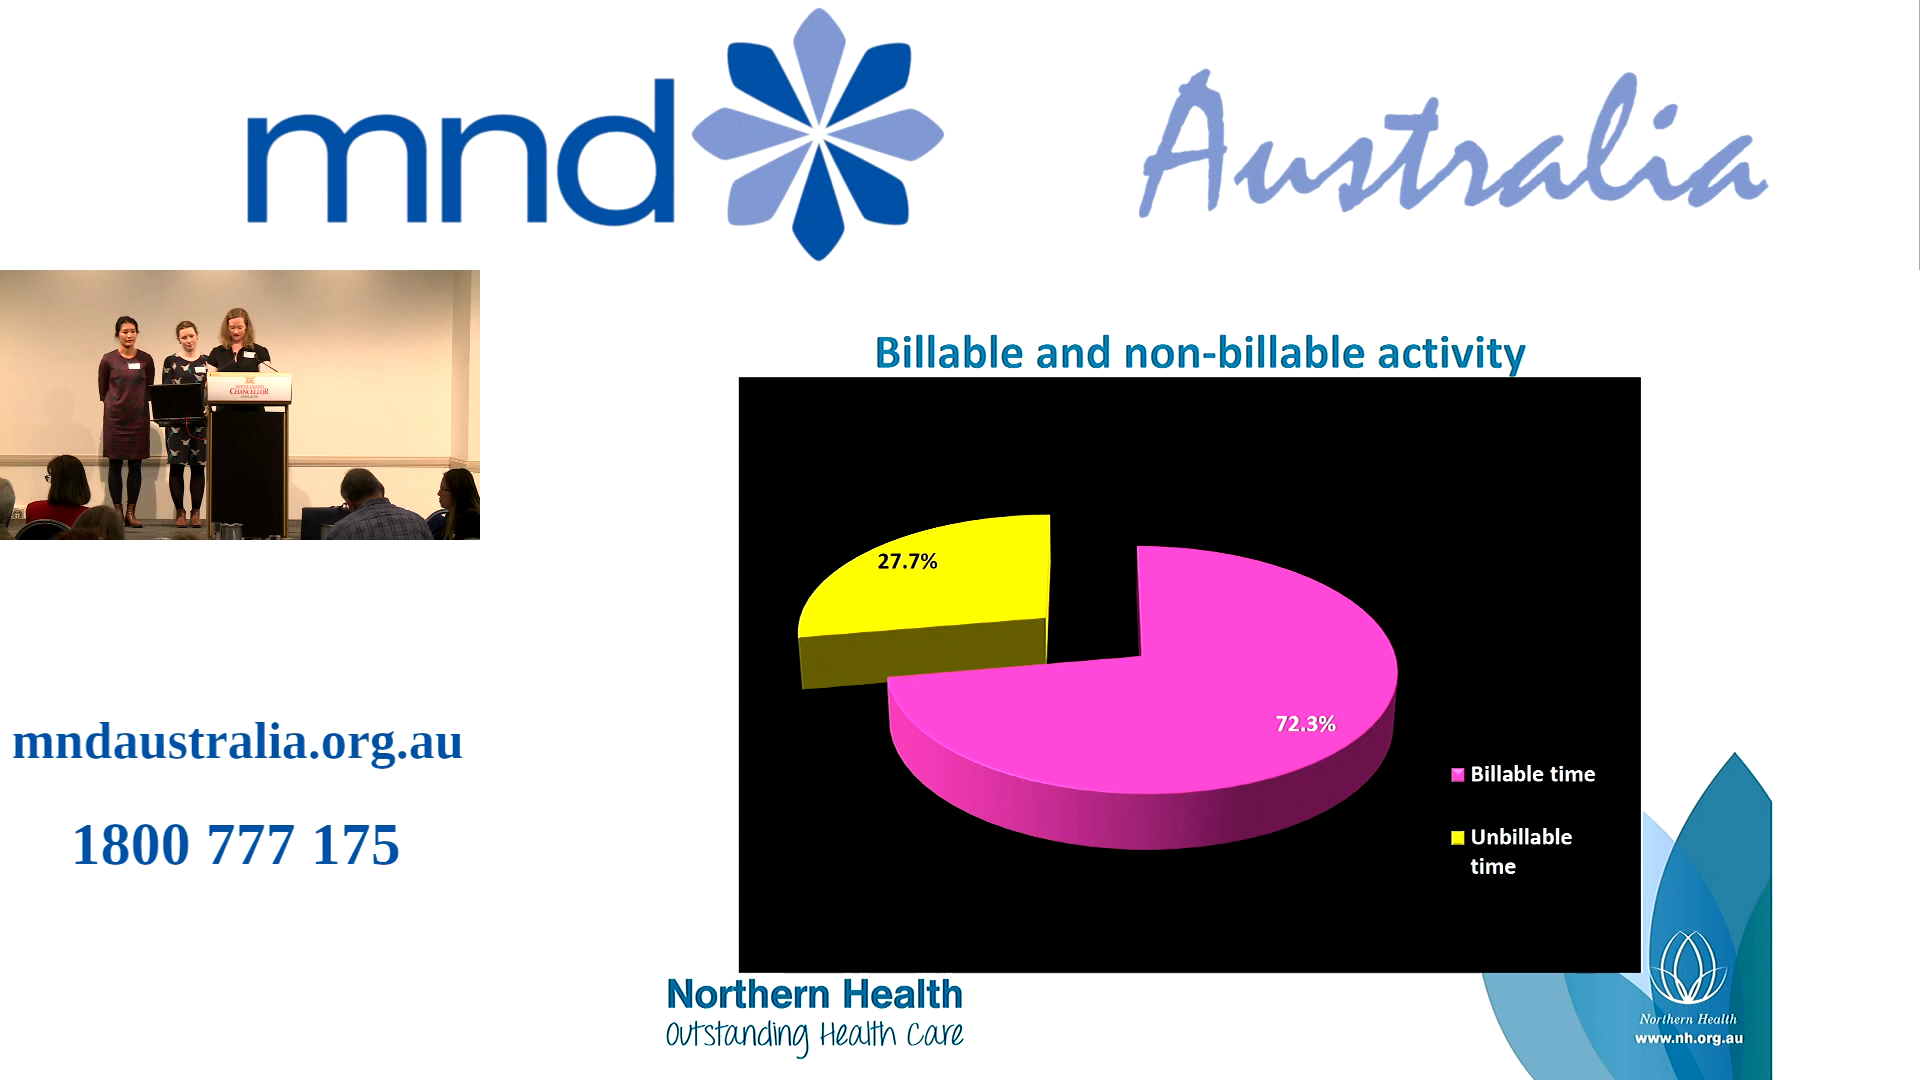 mnd Australia
CHANCELLOR
Billable and non-billable activity
27.7%
72.3%
Billable time
Unbillable
time
mndaustralia.org.au
1800 777 175
Northern Health
Outstanding Health Care
Northern Health
www.nh.org.au